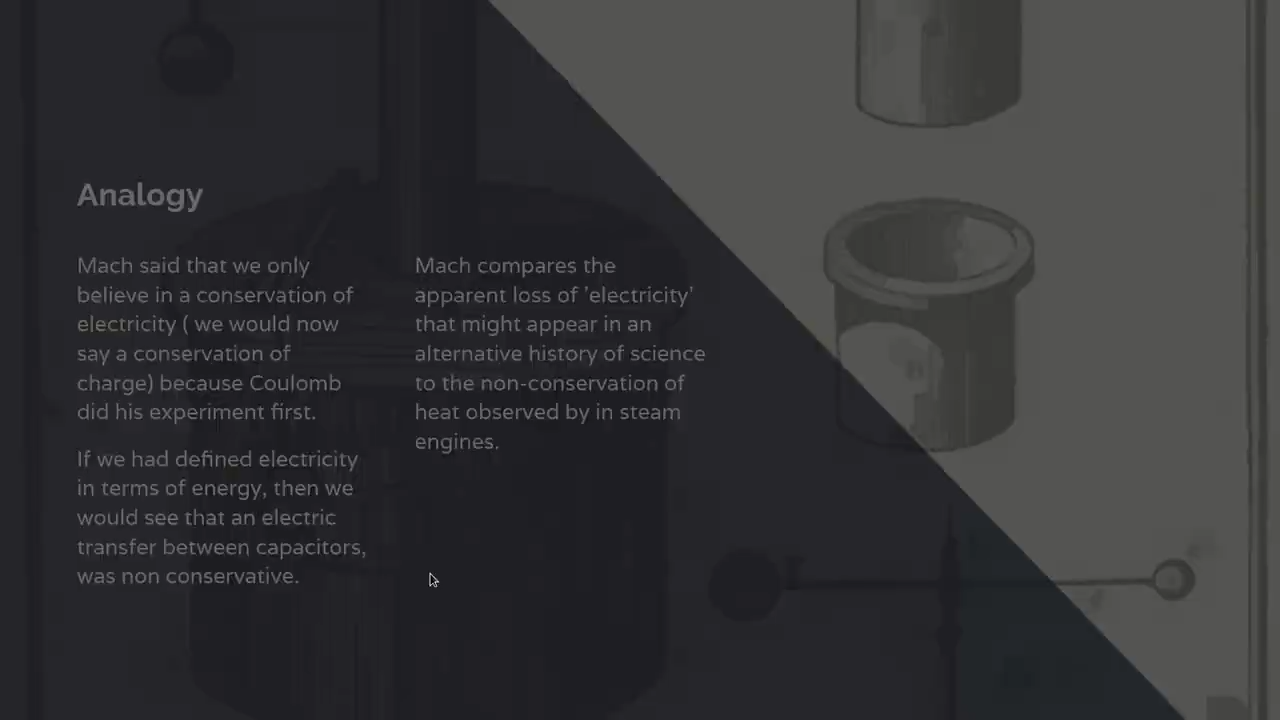 Analogy
Mach said that we only
believe in a conservation of
electricity ( we would now
say a conservation of
charge) because Coulomb
did his experiment first.
If we had defined electricity
in terms of energy, then we
would see that an electric
transfer between capacitors,
was non conservative.
Mach compares the
apparent loss of 'electricity'
that might appear in an
alternative history of science
to the non-conservation of
heat observed by in steam
engines.